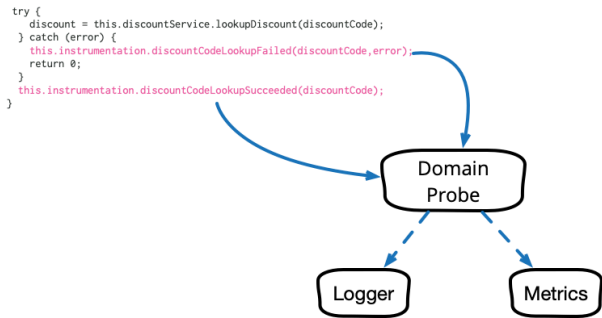 try {
discount = this.discountService.lookupDiscount(discountCode);
} catch (error) {
this.instrumentation.discountCodeLookupFailed(discountCode,error);
return 0;
}
this.instrumentation.discountCodeLookupSucceeded(discountCode);
}
Domain
Probe
Logger
Metrics